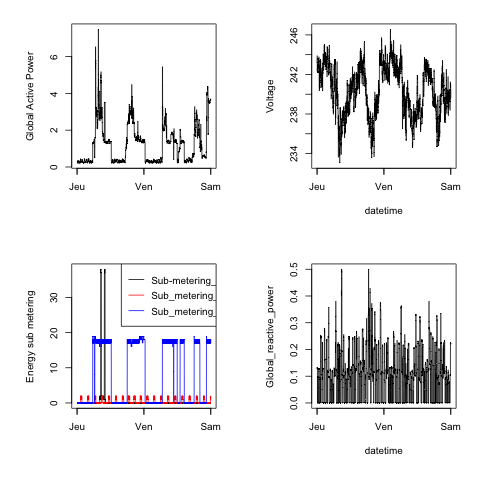 Global Active Power
0 2 4 6
Jeu Ven Sam
Voltage
234 238 242 246
Jeu Ven Sam
datetime
Energy sub metering
0 10 20 30
Sub-metering_
Sub_metering_
Sub_metering_
Jeu Ven Sam
Global_reactive_power
0.0 0.1 0.2 0.3 0.4 0.5
Jeu Ven Sam
datetime